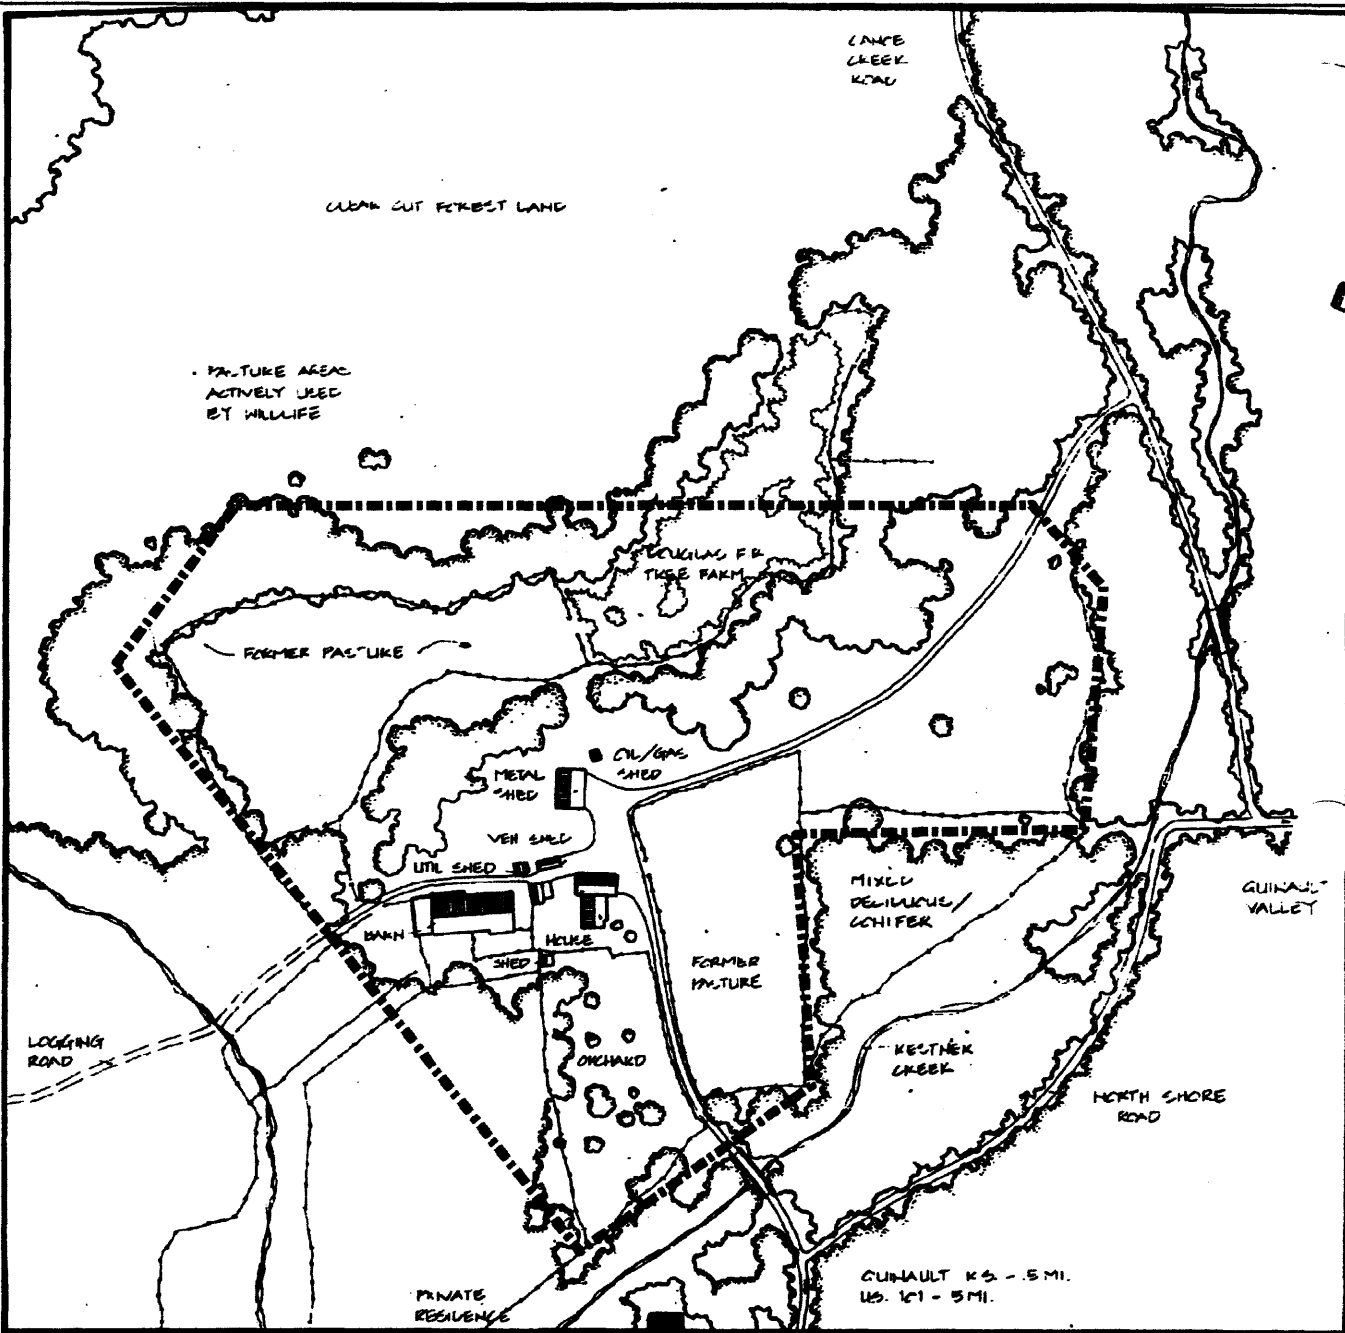 CANOE
CREEK
ROAD
CLEAR CUT FOREST LAND
PASTURE AREAS
ACTIVELY USED
BY WILLIFE
DOUGLAS FIR
TREE FARM
FORMER PASTURE
OIL/GAS
SHED
METAL
SHED
VEH SHED
UTIL SHED
MIXED
DECIDUOUS/
CONIFER
QUINAULT
VALLEY
BARN
HOUSE
SHED
FORMER
PASTURE
LOGGING
ROAD
ORCHARD
KESTNER
CREEK
NORTH SHORE
ROAD
QUINAULT R.S. - .5 MI.
US. 101 - 5 MI.
PRIVATE
RESIDENCE